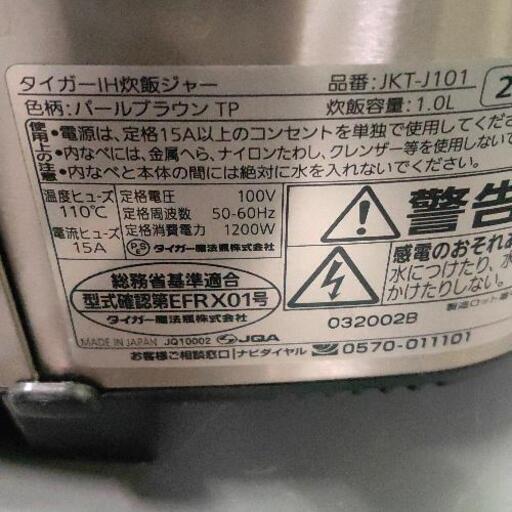 タイガーIH炊飯ジャー
品番：JKT-J101
色柄：パールブラウン TP
炊飯容量：1.0L
2
使用上の注意
・電源は、定格15A以上のコンセントを単独で使用してくださ
・内なべには、金属へら、ナイロンたわし、クレンザー等を使用しないで
・内なべと本体の間には絶対に水を入れないでください。
温度ヒューズ
110℃
電流ヒューズ
15A
定格電圧 100V
定格周波数 50-60Hz
定格消費電力 1200W
PSE タイガー魔法瓶株式会社
総務省基準適合
型式確認第EFRX01号
タイガー魔法瓶株式会社
警告
感電のおそれあ
水につけたり、水
かけたりしない。
製造ロット番
032002B
MADE IN JAPAN JQ10002 JQA
お客様ご相談窓口 ナビダイヤル 0570-011101